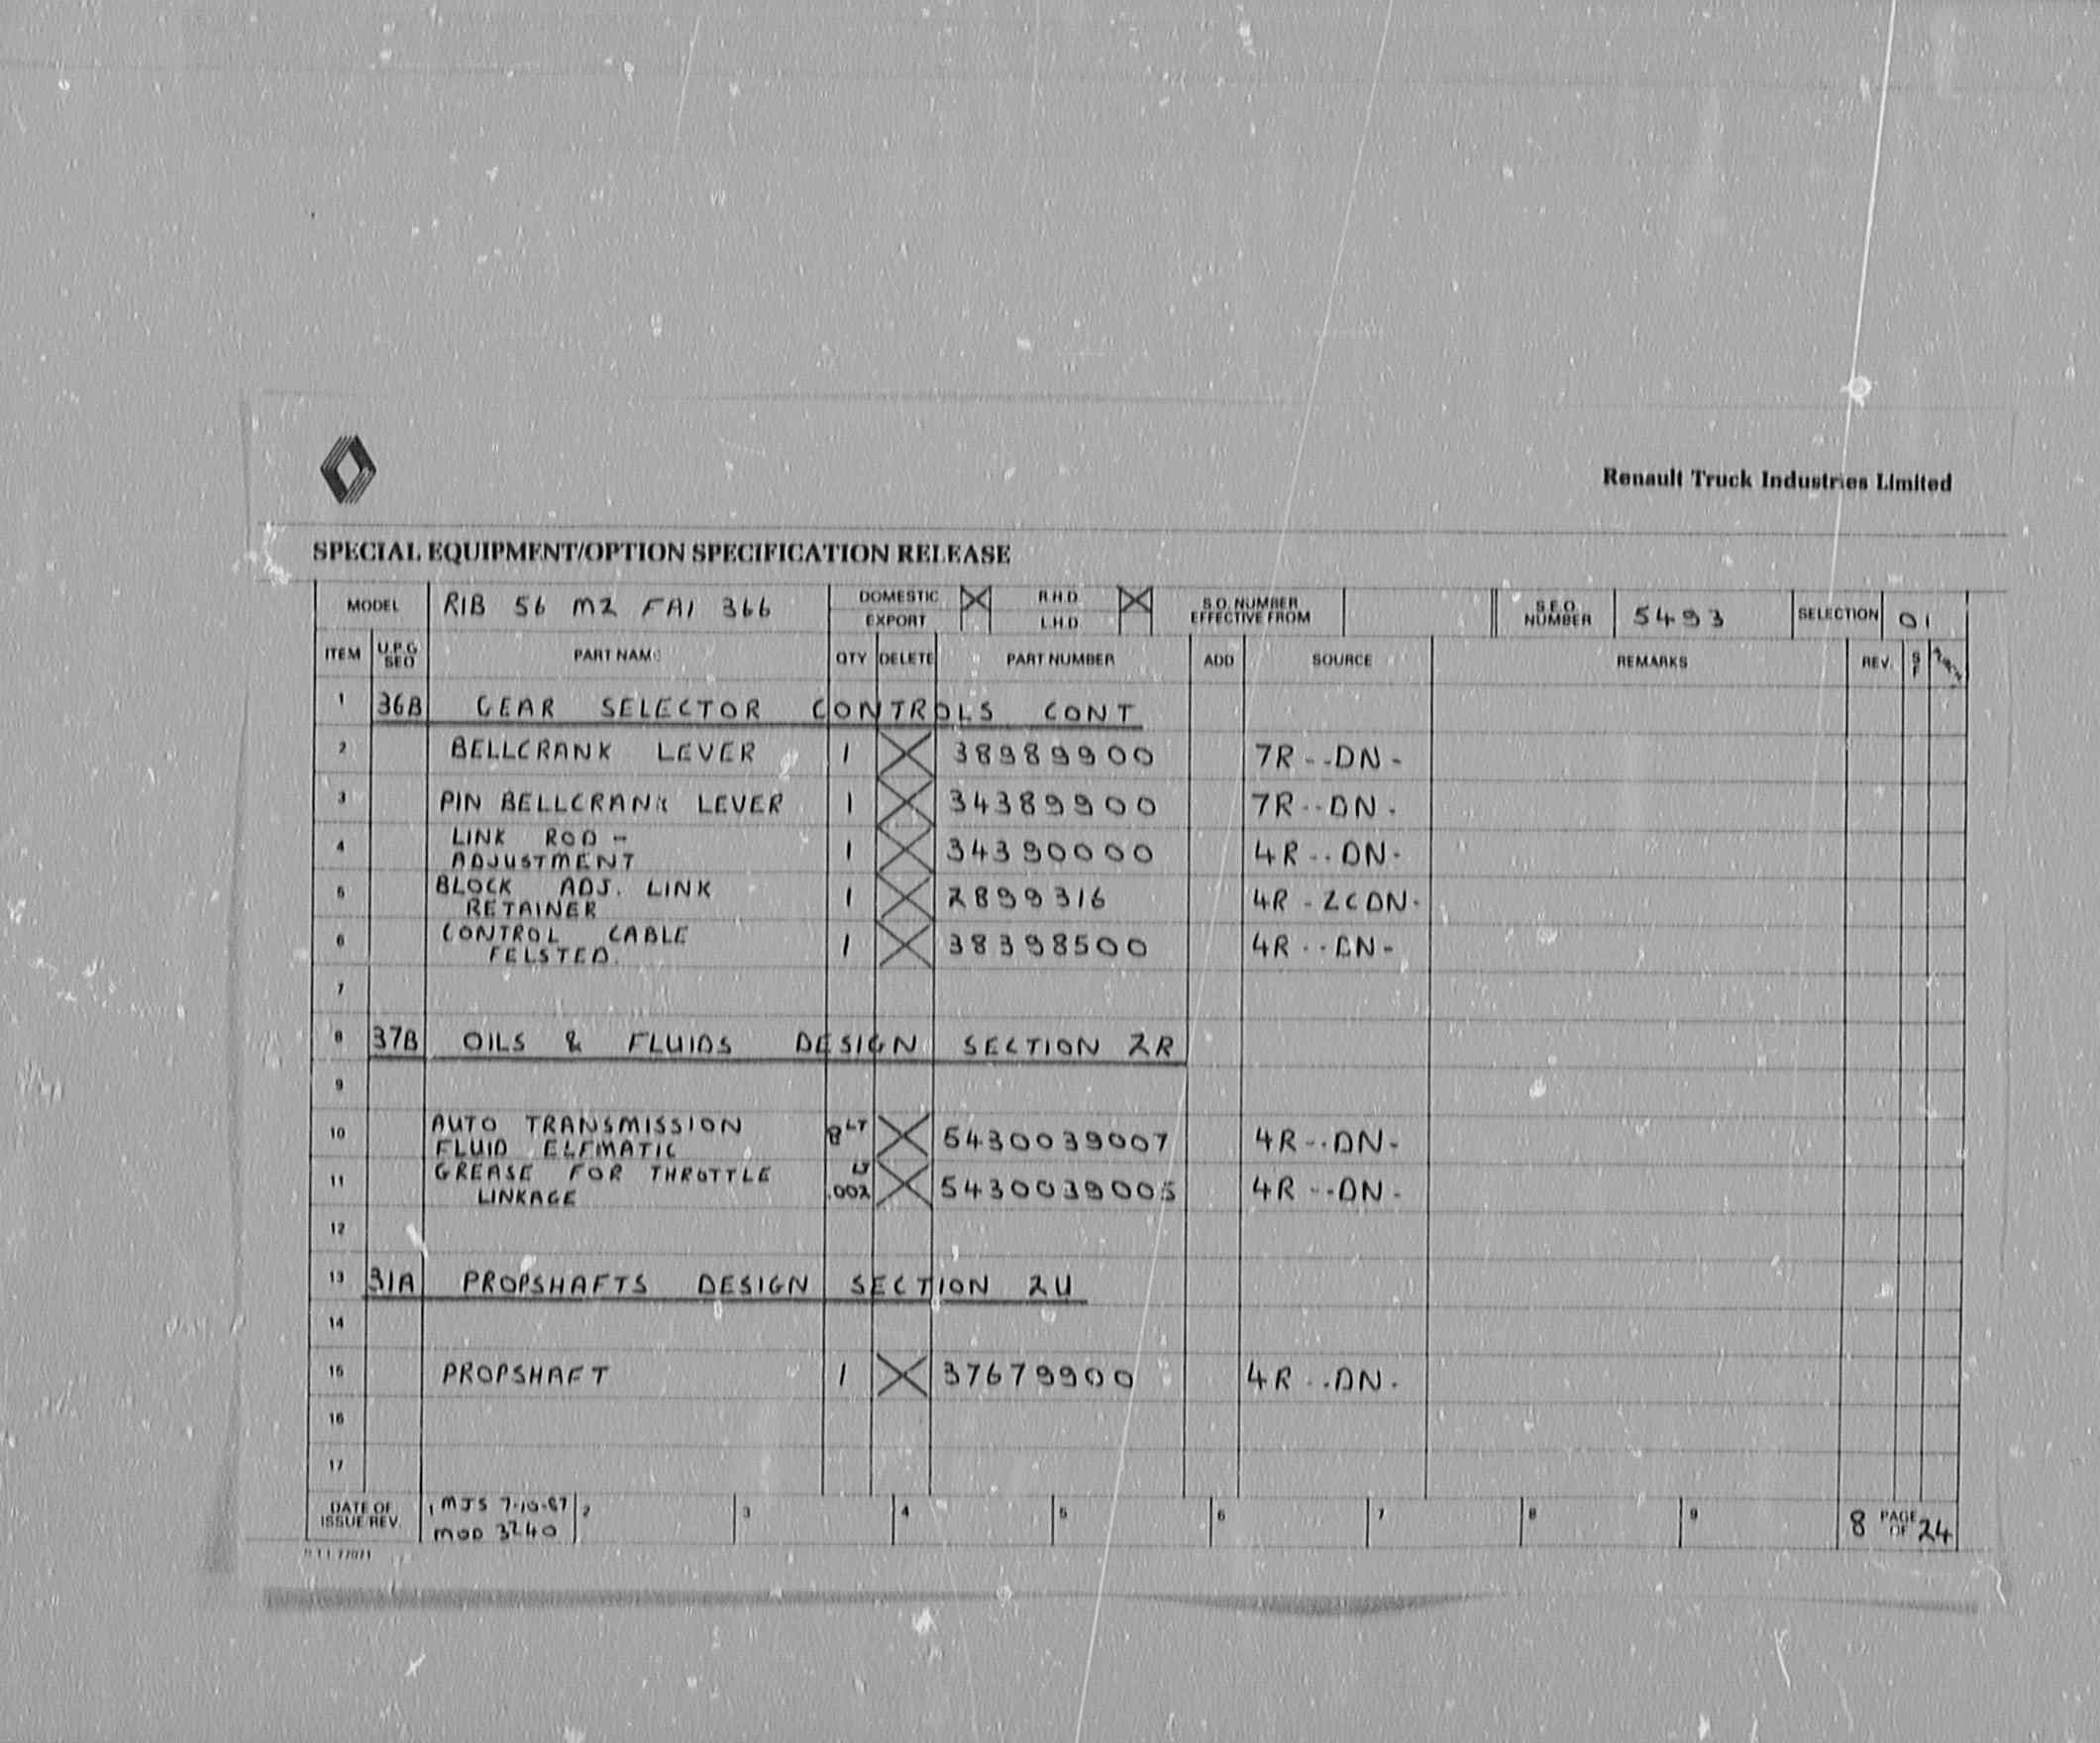 Renault Truck Industries Limited
SPECIAL EQUIPMENT/OPTION SPECIFICATION RELEASE
MODEL RIB 56 M2 FAI 366 DOMESTIC R.H.D S.O. NUMBER EFFECTIVE FROM S.E.O. NUMBER 5493 SELECTION 01
EXPORT L.H.D
ITEM U.P.G SEQ PART NAME QTY DELETE PART NUMBER ADD SOURCE REMARKS REV.
1 36B GEAR SELECTOR CONTROLS CONT
2 BELLCRANK LEVER 1 X 38989900 7R--DN-
3 PIN BELLCRANK LEVER 1 X 34389900 7R--DN-
4 LINK ROD - ADJUSTMENT 1 X 34390000 4R--DN-
5 BLOCK ADJ. LINK RETAINER 1 X 2899316 4R-2CDN-
6 CONTROL CABLE FELSTED. 1 X 38398500 4R--DN-
7
8 37B OILS & FLUIDS DESIGN SECTION 2R
9
10 AUTO TRANSMISSION FLUID ELFMATIC 8LT X 5430039007 4R--DN-
11 GREASE FOR THROTTLE LINKAGE .002 X 5430039005 4R--DN-
12
13 31A PROPSHAFTS DESIGN SECTION 2U
14
15 PROPSHAFT 1 X 37679900 4R--DN-
16
17
DATE OF ISSUE/REV. 1 MJS 7-10-87 2 3 4 5 6 7 8 9 8 PAGE OF 24
MOD 3240